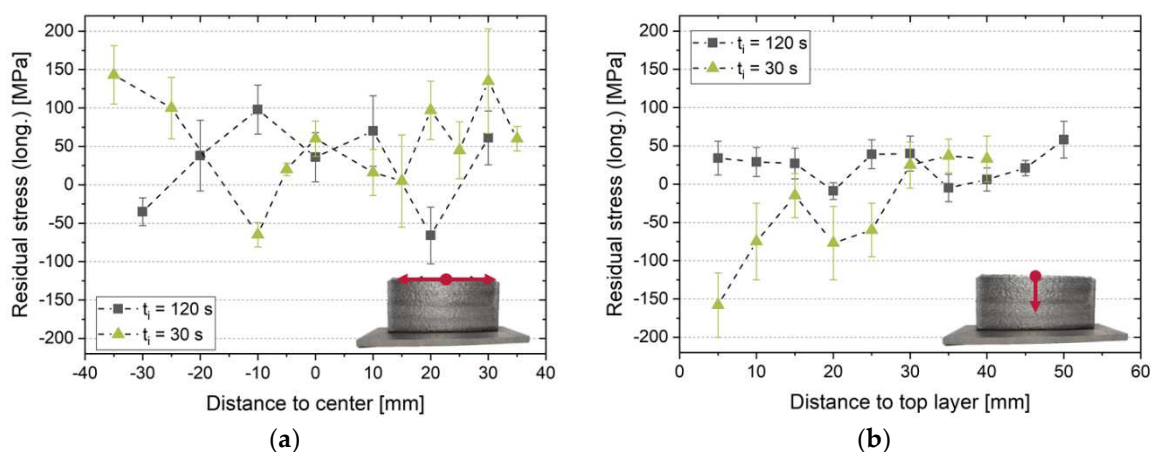 200
150
100
50
0
-50
-100
-150
-200
Residual stress (long.) [MPa]
t_i = 120 s
t_i = 30 s
-40 -30 -20 -10 0 10 20 30 40
Distance to center [mm]
(a)
200
150
100
50
0
-50
-100
-150
-200
Residual stress (long.) [MPa]
t_i = 120 s
t_i = 30 s
0 10 20 30 40 50 60
Distance to top layer [mm]
(b)